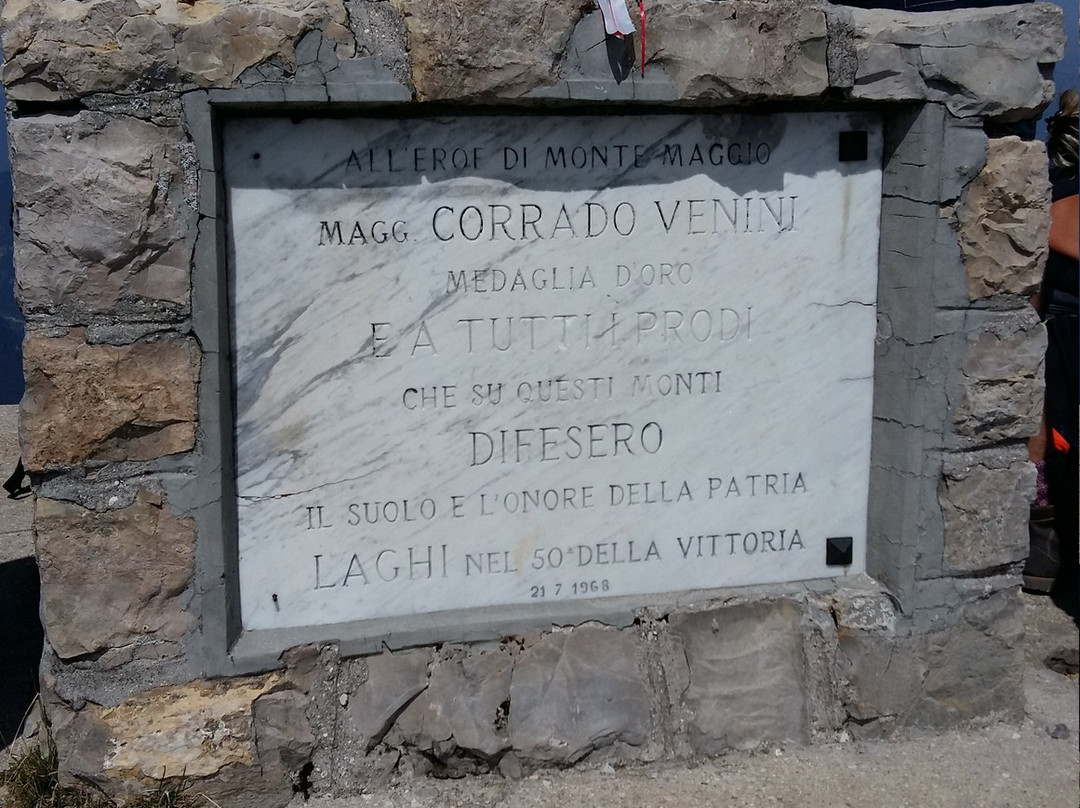 ALL'EROE DI MONTE MAGGIO
MAGG. CORRADO VENINI
MEDAGLIA D'ORO
E A TUTTI I PRODI
CHE SU QUESTI MONTI
DIFESERO
IL SUOLO E L'ONORE DELLA PATRIA
LAGHI NEL 50° DELLA VITTORIA
21 7 1968